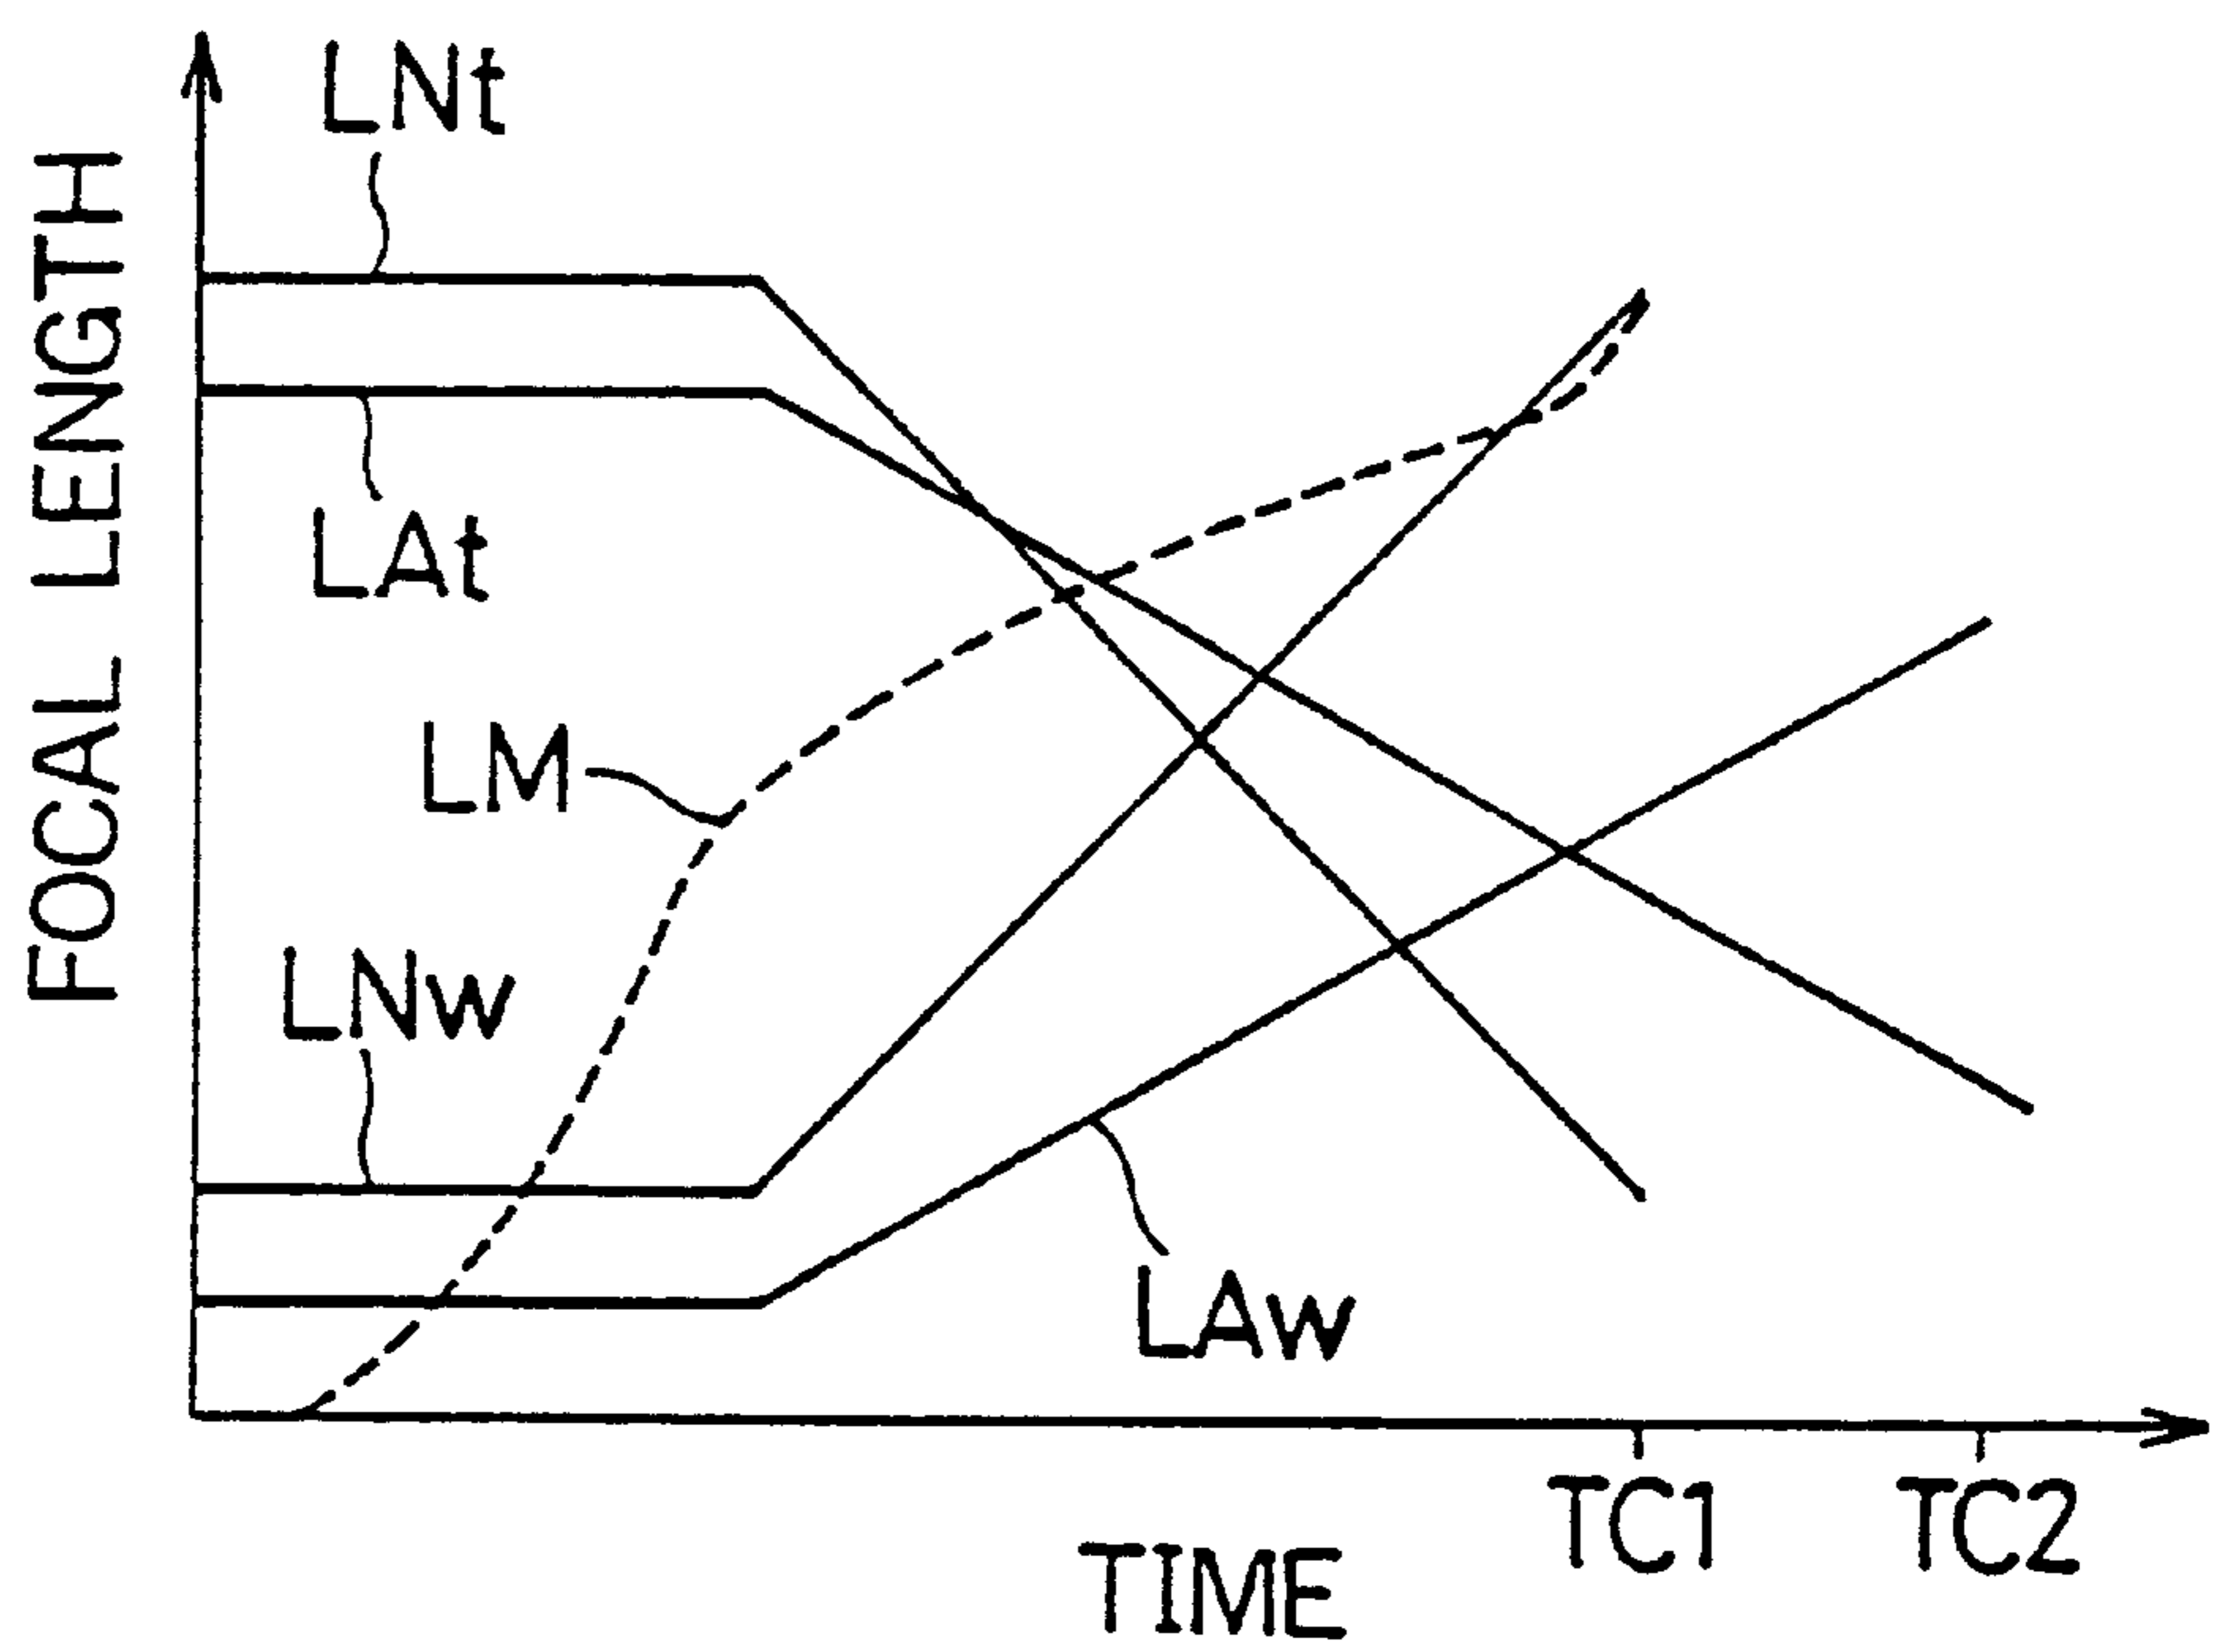 LNt
FOCAL LENGTH
LAt
LM
LNw
LAw
TC1 TC2
TIME